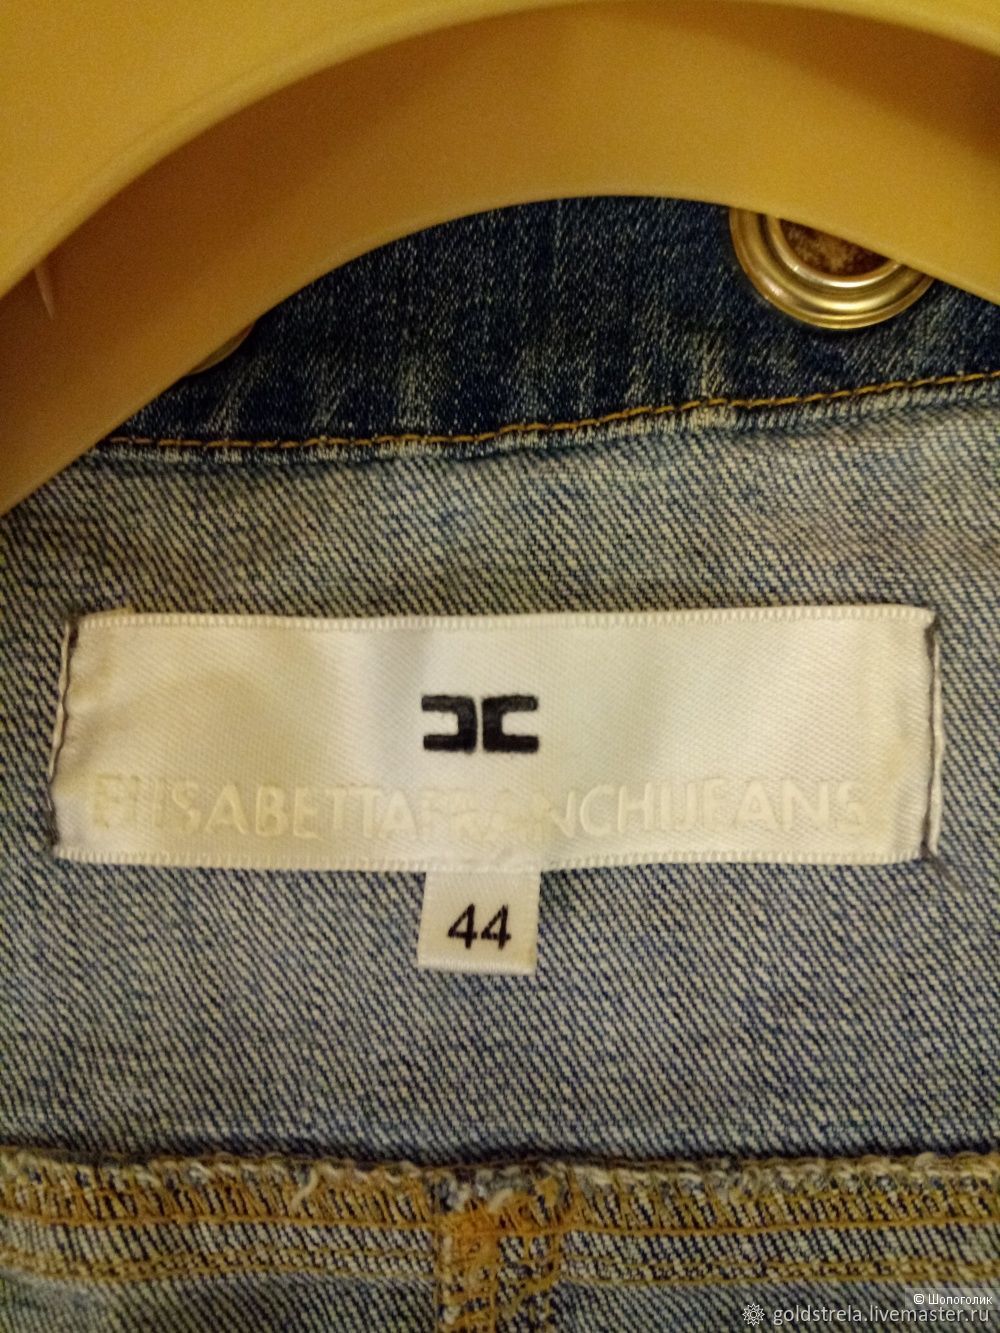 ELISABETTAFRANCHIJEANS
44
© Шопоголик
goldstrela.livemaster.ru